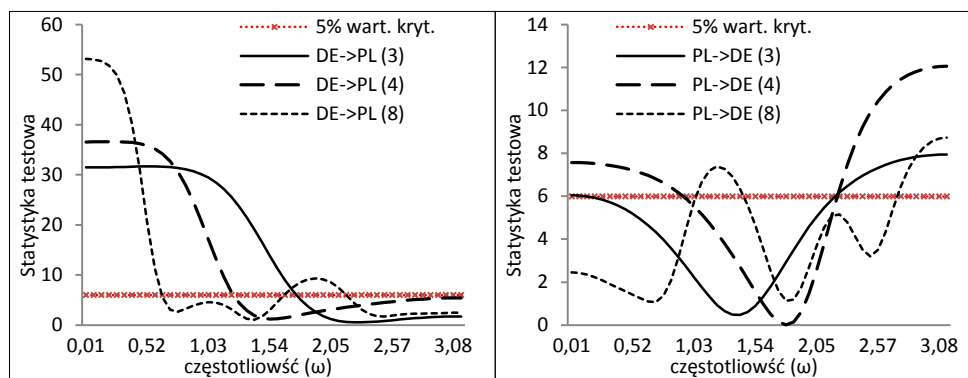 Statystyka testowa
60
50
40
30
20
10
0
5% wart. kryt.
DE->PL (3)
DE->PL (4)
DE->PL (8)
0,01 0,52 1,03 1,54 2,05 2,57 3,08
częstotliowść (ω)
Statystyka testowa
14
12
10
8
6
4
2
0
5% wart. kryt.
PL->DE (3)
PL->DE (4)
PL->DE (8)
0,01 0,52 1,03 1,54 2,05 2,57 3,08
częstotliowść (ω)